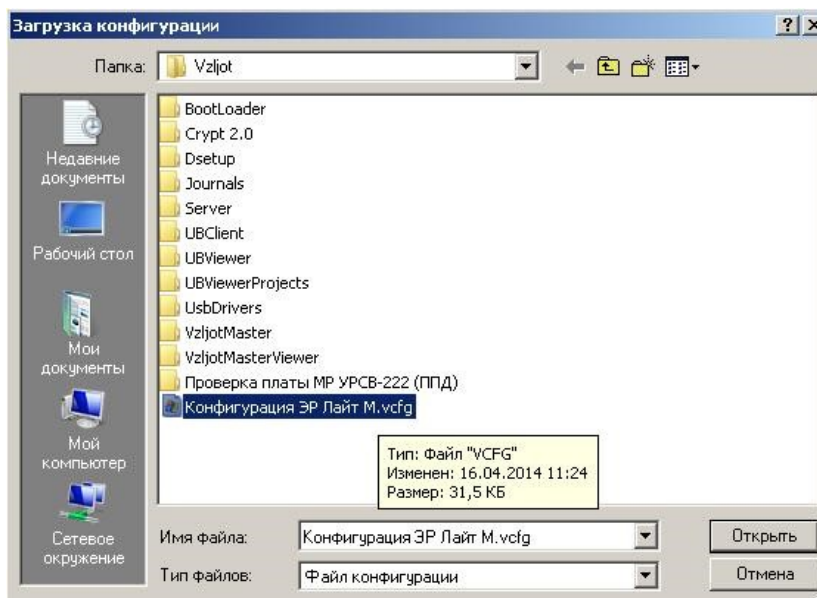 Загрузка конфигурации
Папка: Vzljot
BootLoader
Crypt 2.0
Dsetup
Journals
Server
UBClient
UBViewer
UBViewerProjects
UsbDrivers
VzljotMaster
VzljotMasterViewer
Проверка платы МР УРСВ-222 (ППД)
Конфигурация ЭР Лайт М.vcfg
Тип: Файл "VCFG"
Изменен: 16.04.2014 11:24
Размер: 31,5 КБ
Недавние
документы
Рабочий стол
Мои
документы
Мой
компьютер
Сетевое
окружение
Имя файла: Конфигурация ЭР Лайт М.vcfg Открыть
Тип файлов: Файл конфигурации Отмена